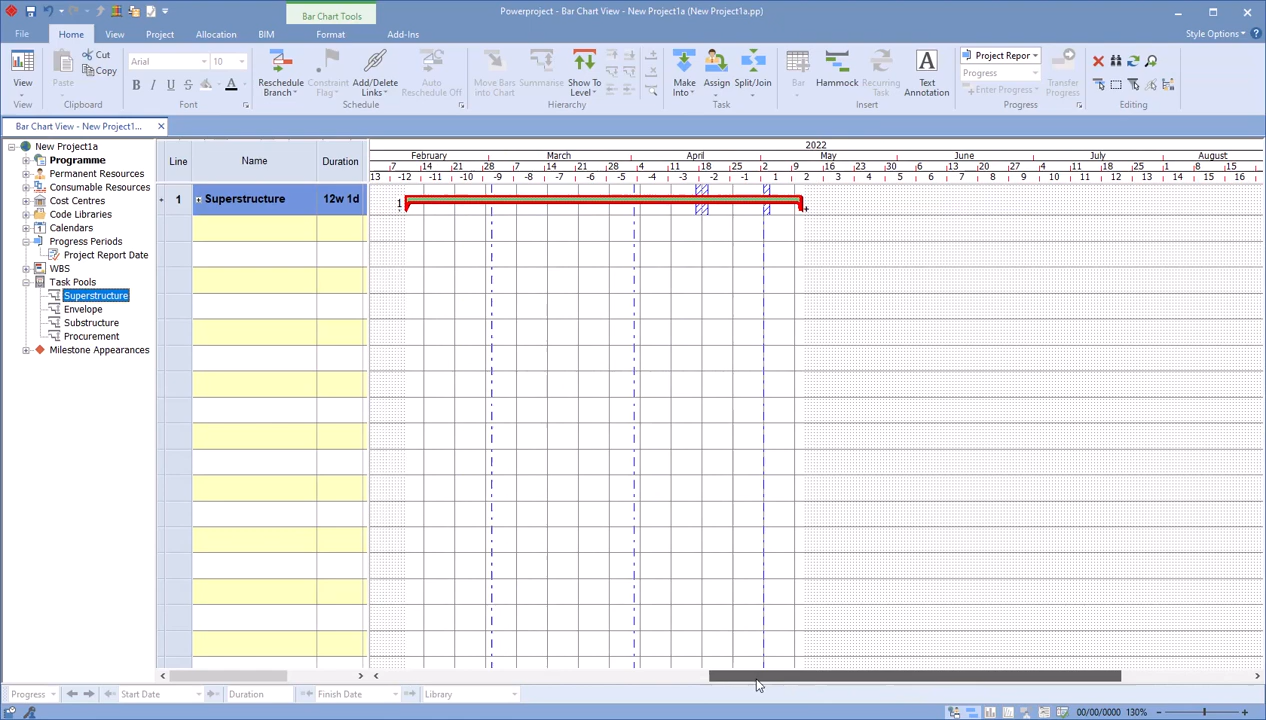 Bar Chart Tools
Powerproject - Bar Chart View - New Project1a (New Project1a.pp)
File Home View Project Allocation BIM Format Add-Ins Style Options
View
View
Paste
Cut
Copy
Clipboard
Arial 10
B I U S A
Font
Reschedule Branch
Constraint Flag
Add/Delete Links
Auto Reschedule Off
Schedule
Move Bars into Chart
Summarise
Show To Level
Hierarchy
Make Into
Assign
Split/Join
Task
Bar
Hammock
Recurring Task
Text Annotation
Insert
Project Repor
Progress
Enter Progress
Transfer Progress
Progress
Editing
Bar Chart View - New Project1...
New Project1a
Programme
Permanent Resources
Consumable Resources
Cost Centres
Code Libraries
Calendars
Progress Periods
Project Report Date
WBS
Task Pools
Superstructure
Envelope
Substructure
Procurement
Milestone Appearances
Line Name Duration
2022
February March April May June July August
7 14 21 28 7 14 21 28 4 11 18 25 2 9 16 23 30 6 13 20 27 4 11 18 25 1 8 15
13 -12 -11 -10 -9 -8 -7 -6 -5 -4 -3 -2 -1 1 2 3 4 5 6 7 8 9 10 11 12 13 14 15 16
1 Superstructure 12w 1d
1
Progress Start Date Duration Finish Date Library
00/00/0000 130%